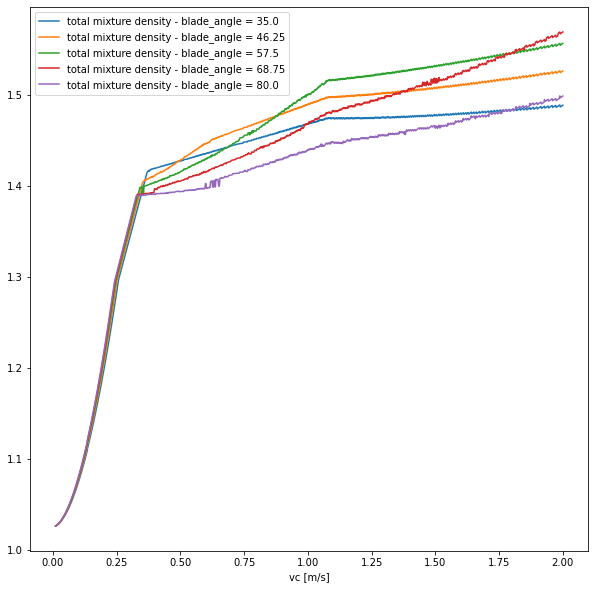 total mixture density - blade_angle = 35.0
total mixture density - blade_angle = 46.25
total mixture density - blade_angle = 57.5
total mixture density - blade_angle = 68.75
total mixture density - blade_angle = 80.0
1.5
1.4
1.3
1.2
1.1
1.0
0.00 0.25 0.50 0.75 1.00 1.25 1.50 1.75 2.00
vc [m/s]